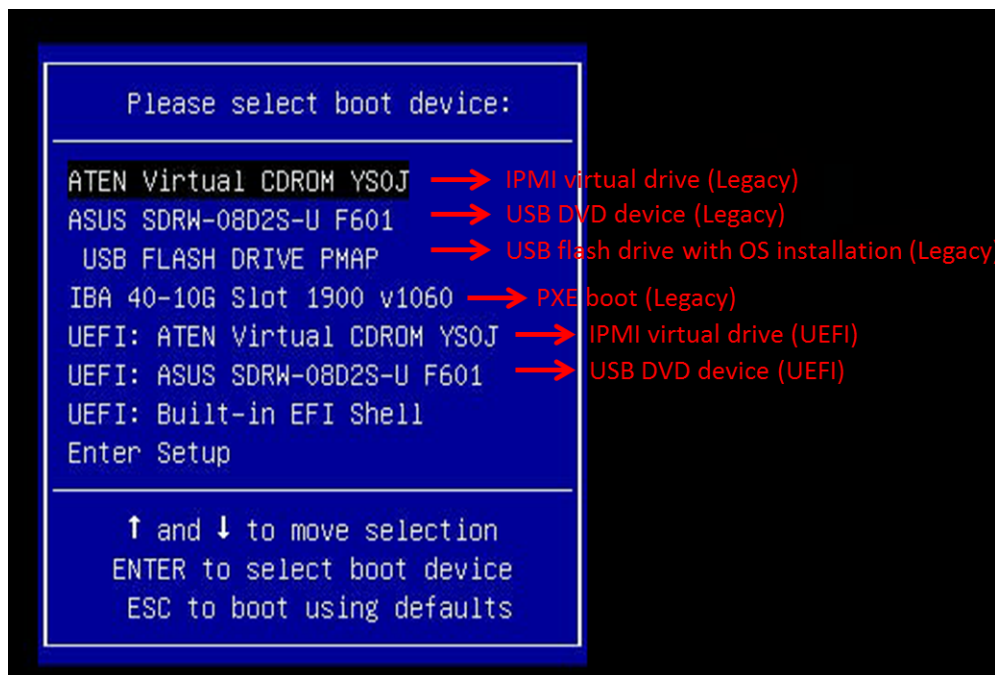 Please select boot device:
ATEN Virtual CDROM YS0J → IPMI virtual drive (Legacy)
ASUS SDRW-08D2S-U F601 → USB DVD device (Legacy)
USB FLASH DRIVE PMAP → USB flash drive with OS installation (Legacy)
IBA 40-10G Slot 1900 v1060 → PXE boot (Legacy)
UEFI: ATEN Virtual CDROM YS0J → IPMI virtual drive (UEFI)
UEFI: ASUS SDRW-08D2S-U F601 → USB DVD device (UEFI)
UEFI: Built-in EFI Shell
Enter Setup
↑ and ↓ to move selection
ENTER to select boot device
ESC to boot using defaults